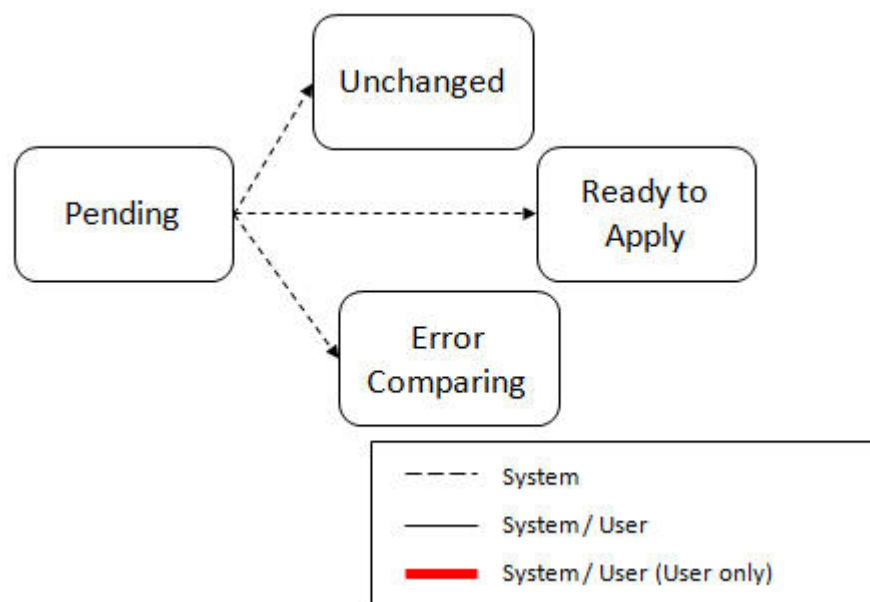 Unchanged
Pending
Ready to
Apply
Error
Comparing
System
System / User
System / User (User only)